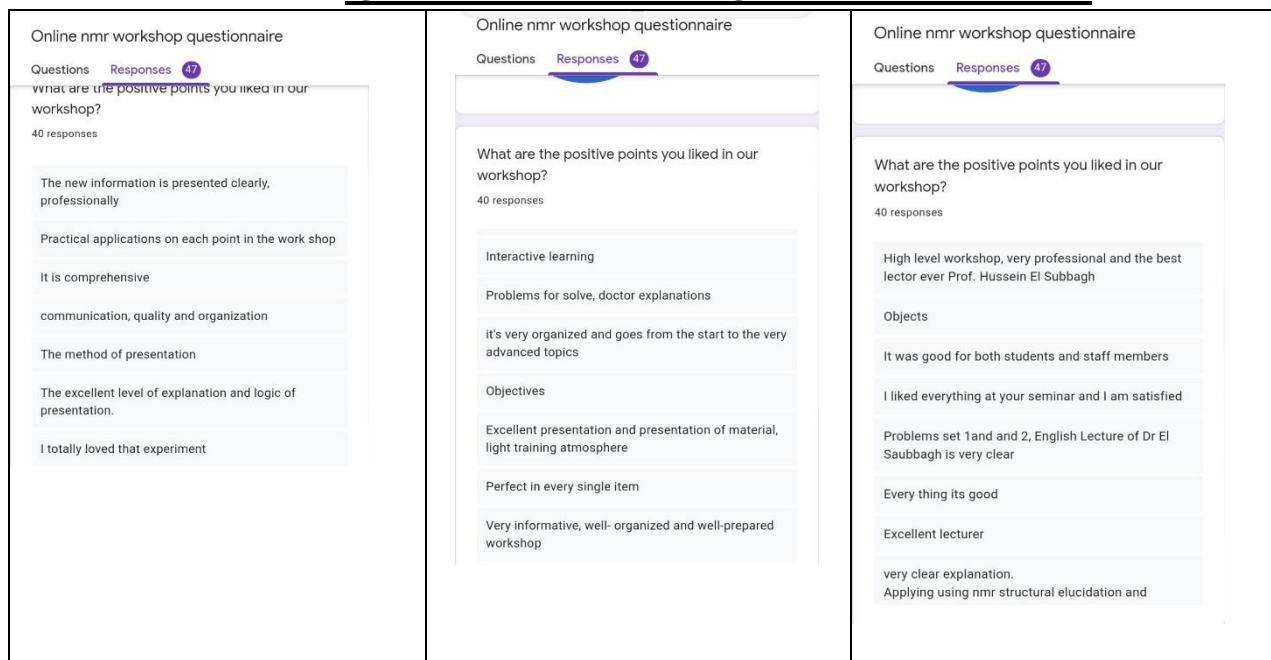 Online nmr workshop questionnaire
Questions Responses 47
What are the positive points you liked in our
workshop?
40 responses
The new information is presented clearly,
professionally
Practical applications on each point in the work shop
It is comprehensive
communication, quality and organization
The method of presentation
The excellent level of explanation and logic of
presentation.
I totally loved that experiment
Online nmr workshop questionnaire
Questions Responses 47
What are the positive points you liked in our
workshop?
40 responses
Interactive learning
Problems for solve, doctor explanations
it's very organized and goes from the start to the very
advanced topics
Objectives
Excellent presentation and presentation of material,
light training atmosphere
Perfect in every single item
Very informative, well- organized and well-prepared
workshop
Online nmr workshop questionnaire
Questions Responses 47
What are the positive points you liked in our
workshop?
40 responses
High level workshop, very professional and the best
lector ever Prof. Hussein El Subbagh
Objects
It was good for both students and staff members
I liked everything at your seminar and I am satisfied
Problems set 1and and 2, English Lecture of Dr El
Saubbagh is very clear
Every thing its good
Excellent lecturer
very clear explanation.
Applying using nmr structural elucidation and